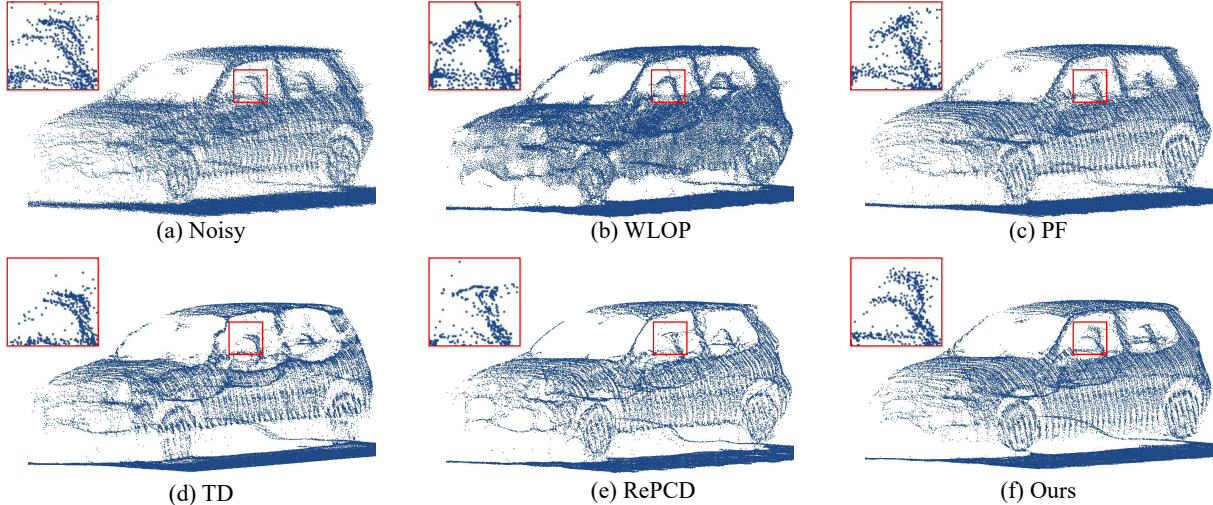 (a) Noisy
(b) WLOP
(c) PF
(d) TD
(e) RePCD
(f) Ours